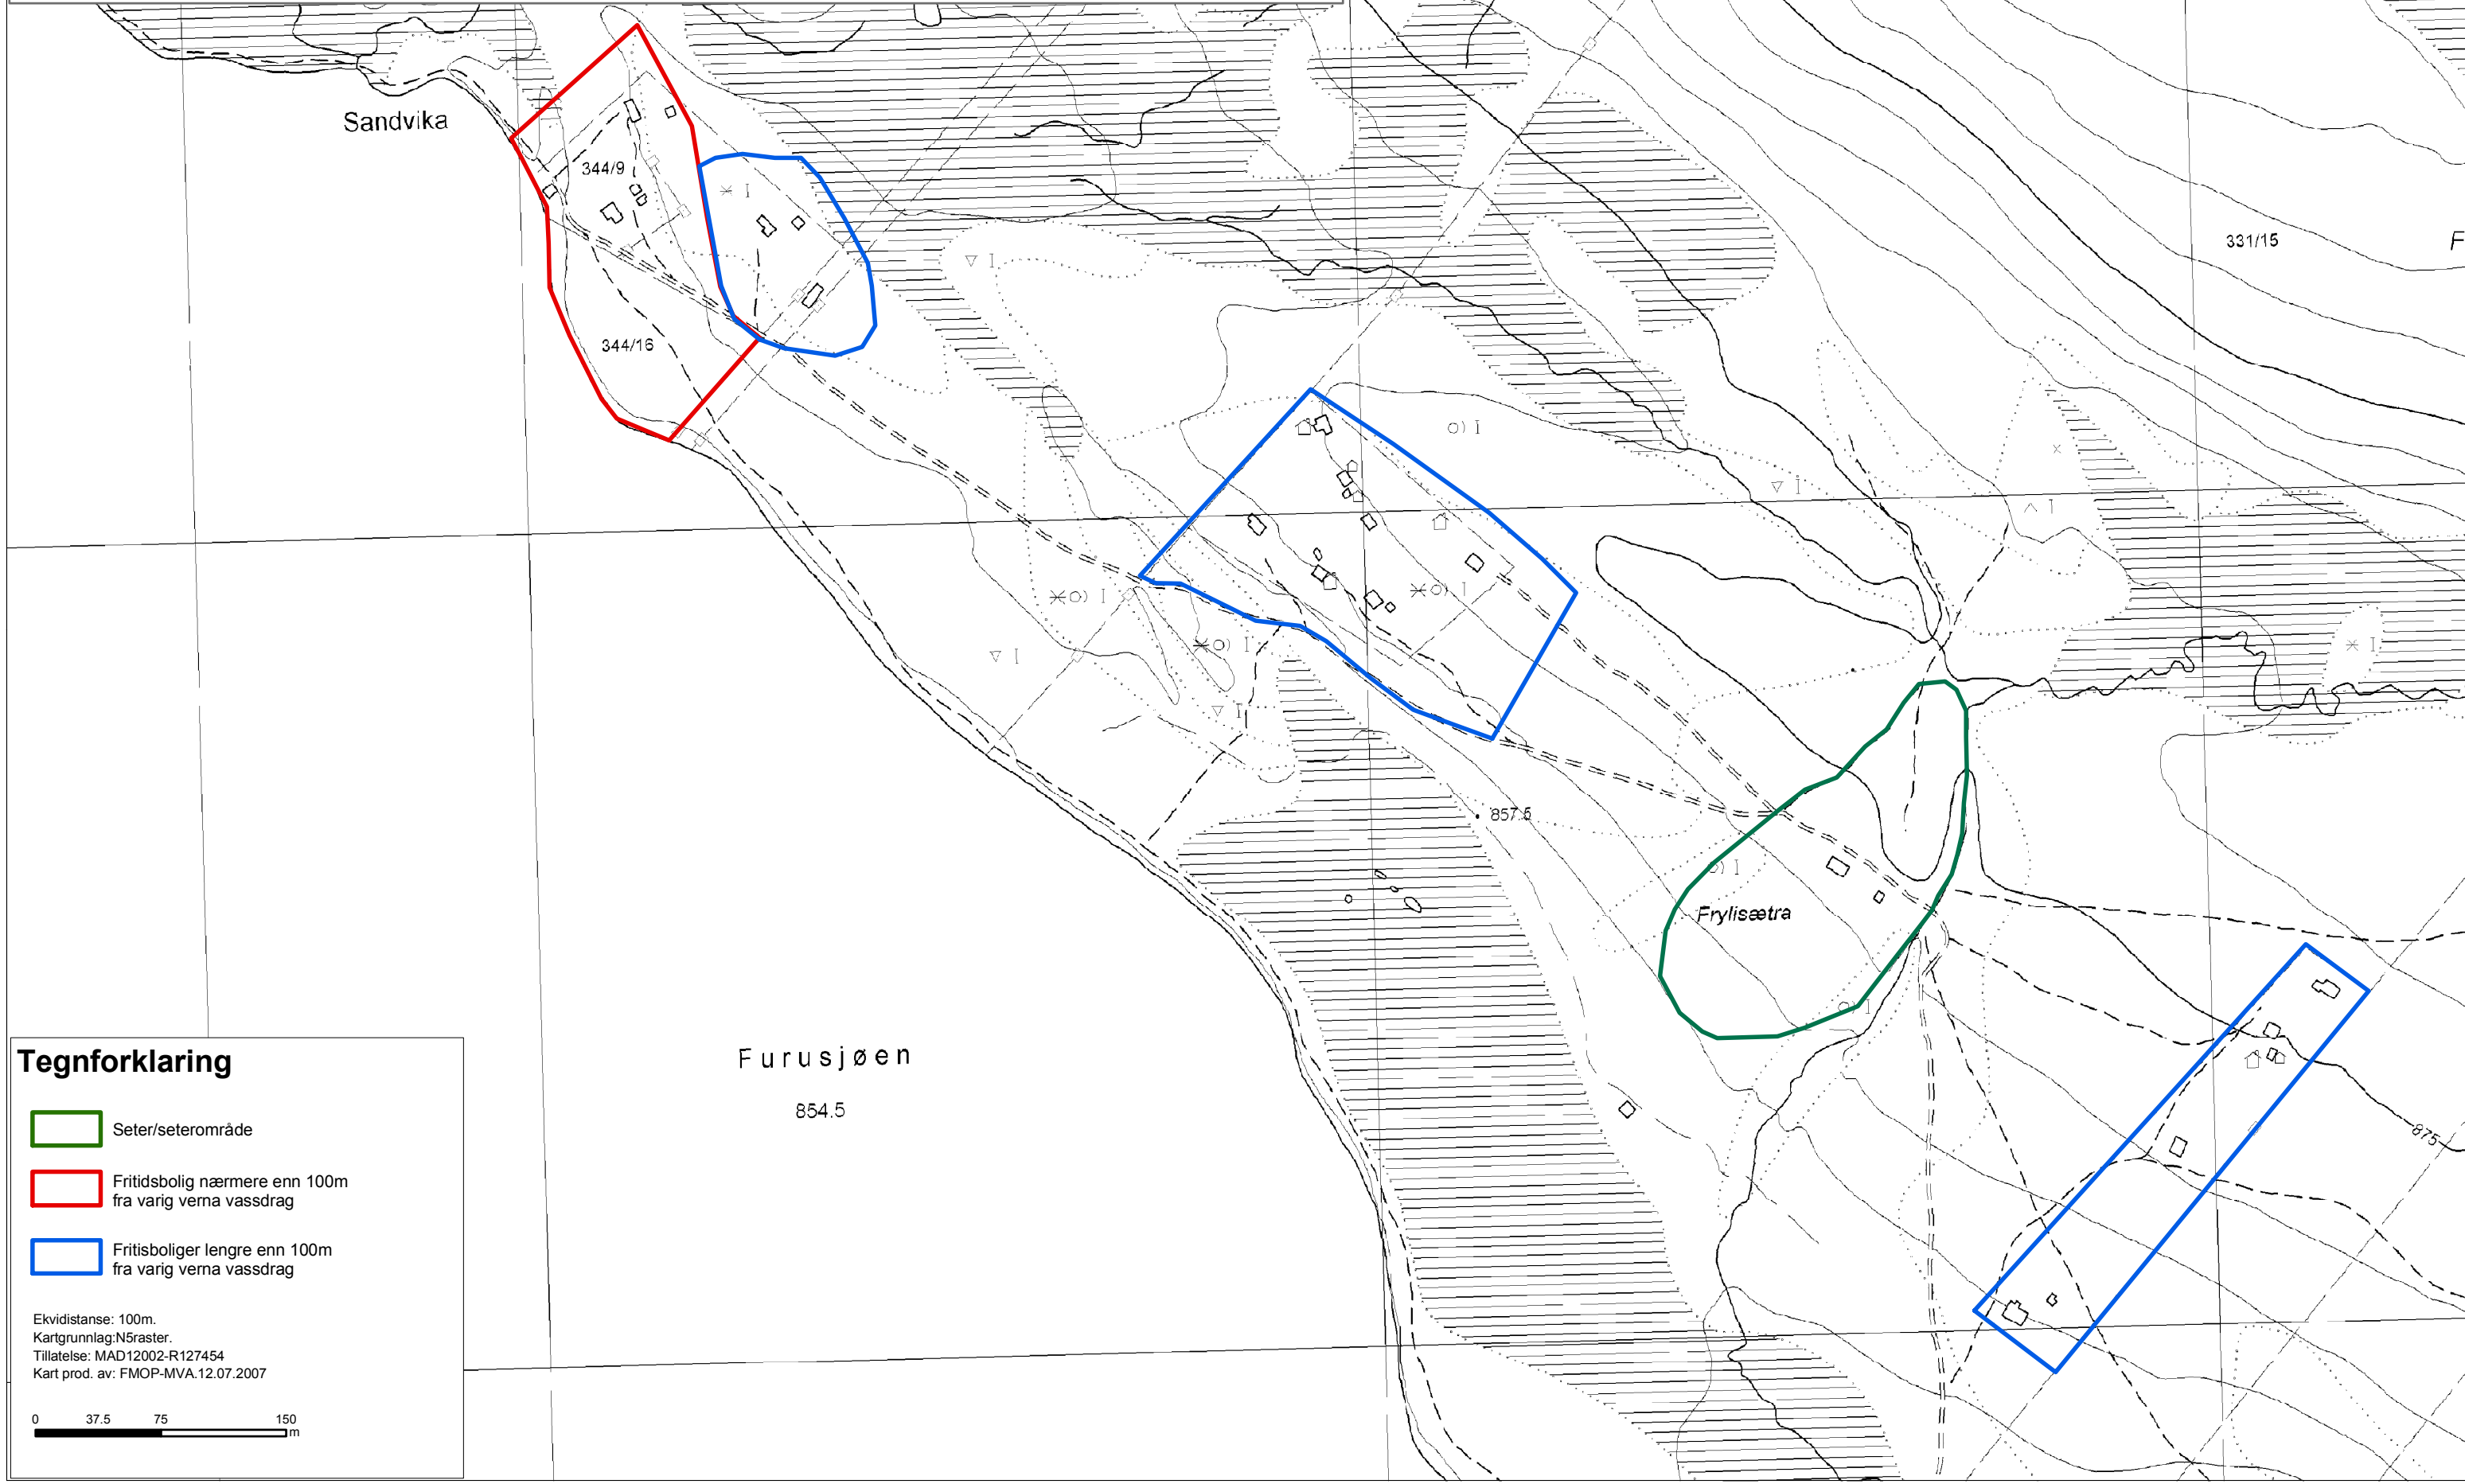 Sandvika
344/9
331/15
F
344/16
857.5
Frylisætra
Furusjøen
854.5
875
Tegnforklaring
Seter/seterområde
Fritidsbolig nærmere enn 100m
fra varig verna vassdrag
Fritisboliger lengre enn 100m
fra varig verna vassdrag
Ekvidistanse: 100m.
Kartgrunnlag:N5raster.
Tillatelse: MAD12002-R127454
Kart prod. av: FMOP-MVA.12.07.2007
0 37.5 75 150
m